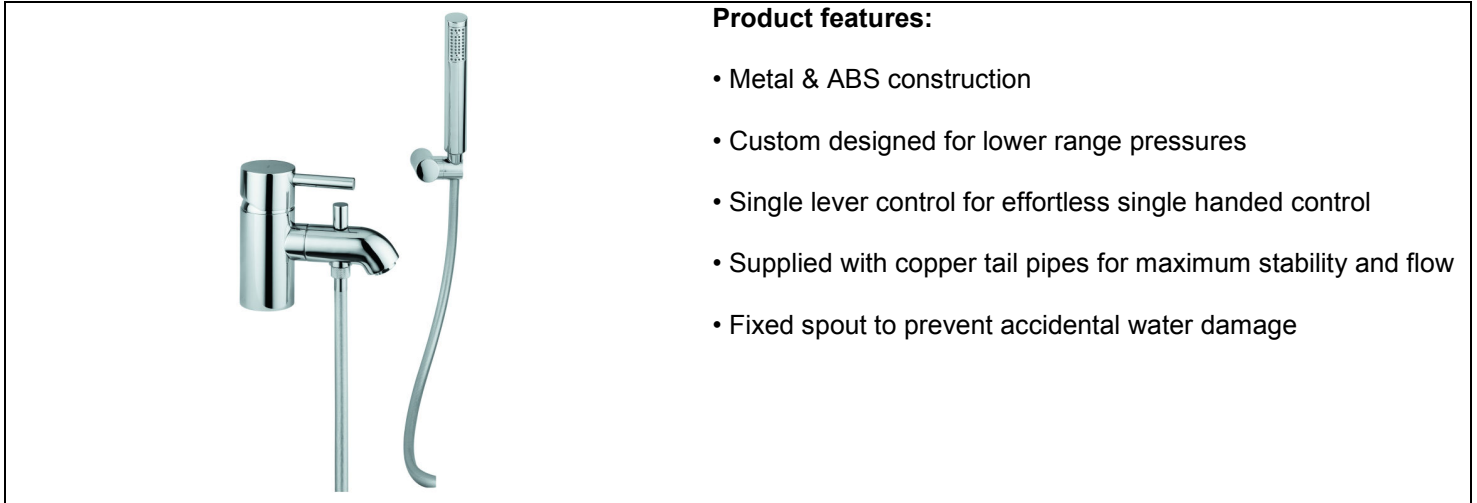 Product features:
• Metal & ABS construction
• Custom designed for lower range pressures
• Single lever control for effortless single handed control
• Supplied with copper tail pipes for maximum stability and flow
• Fixed spout to prevent accidental water damage